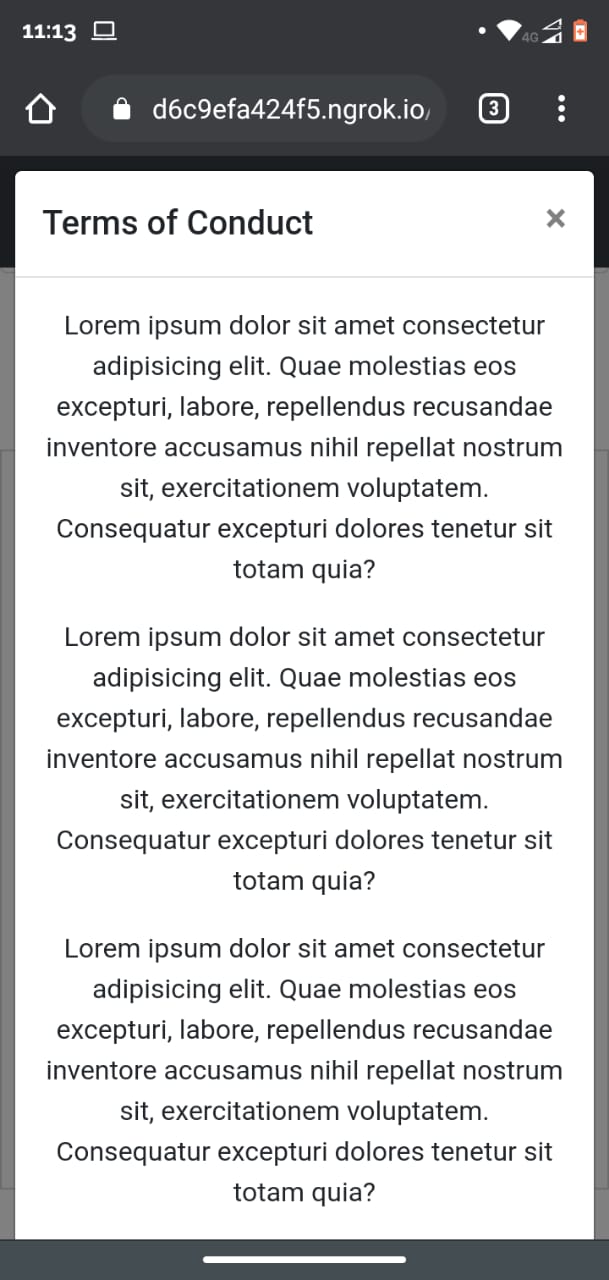 11:13
4G
d6c9efa424f5.ngrok.io/
3
Terms of Conduct
×
Lorem ipsum dolor sit amet consectetur
adipisicing elit. Quae molestias eos
excepturi, labore, repellendus recusandae
inventore accusamus nihil repellat nostrum
sit, exercitationem voluptatem.
Consequatur excepturi dolores tenetur sit
totam quia?
Lorem ipsum dolor sit amet consectetur
adipisicing elit. Quae molestias eos
excepturi, labore, repellendus recusandae
inventore accusamus nihil repellat nostrum
sit, exercitationem voluptatem.
Consequatur excepturi dolores tenetur sit
totam quia?
Lorem ipsum dolor sit amet consectetur
adipisicing elit. Quae molestias eos
excepturi, labore, repellendus recusandae
inventore accusamus nihil repellat nostrum
sit, exercitationem voluptatem.
Consequatur excepturi dolores tenetur sit
totam quia?